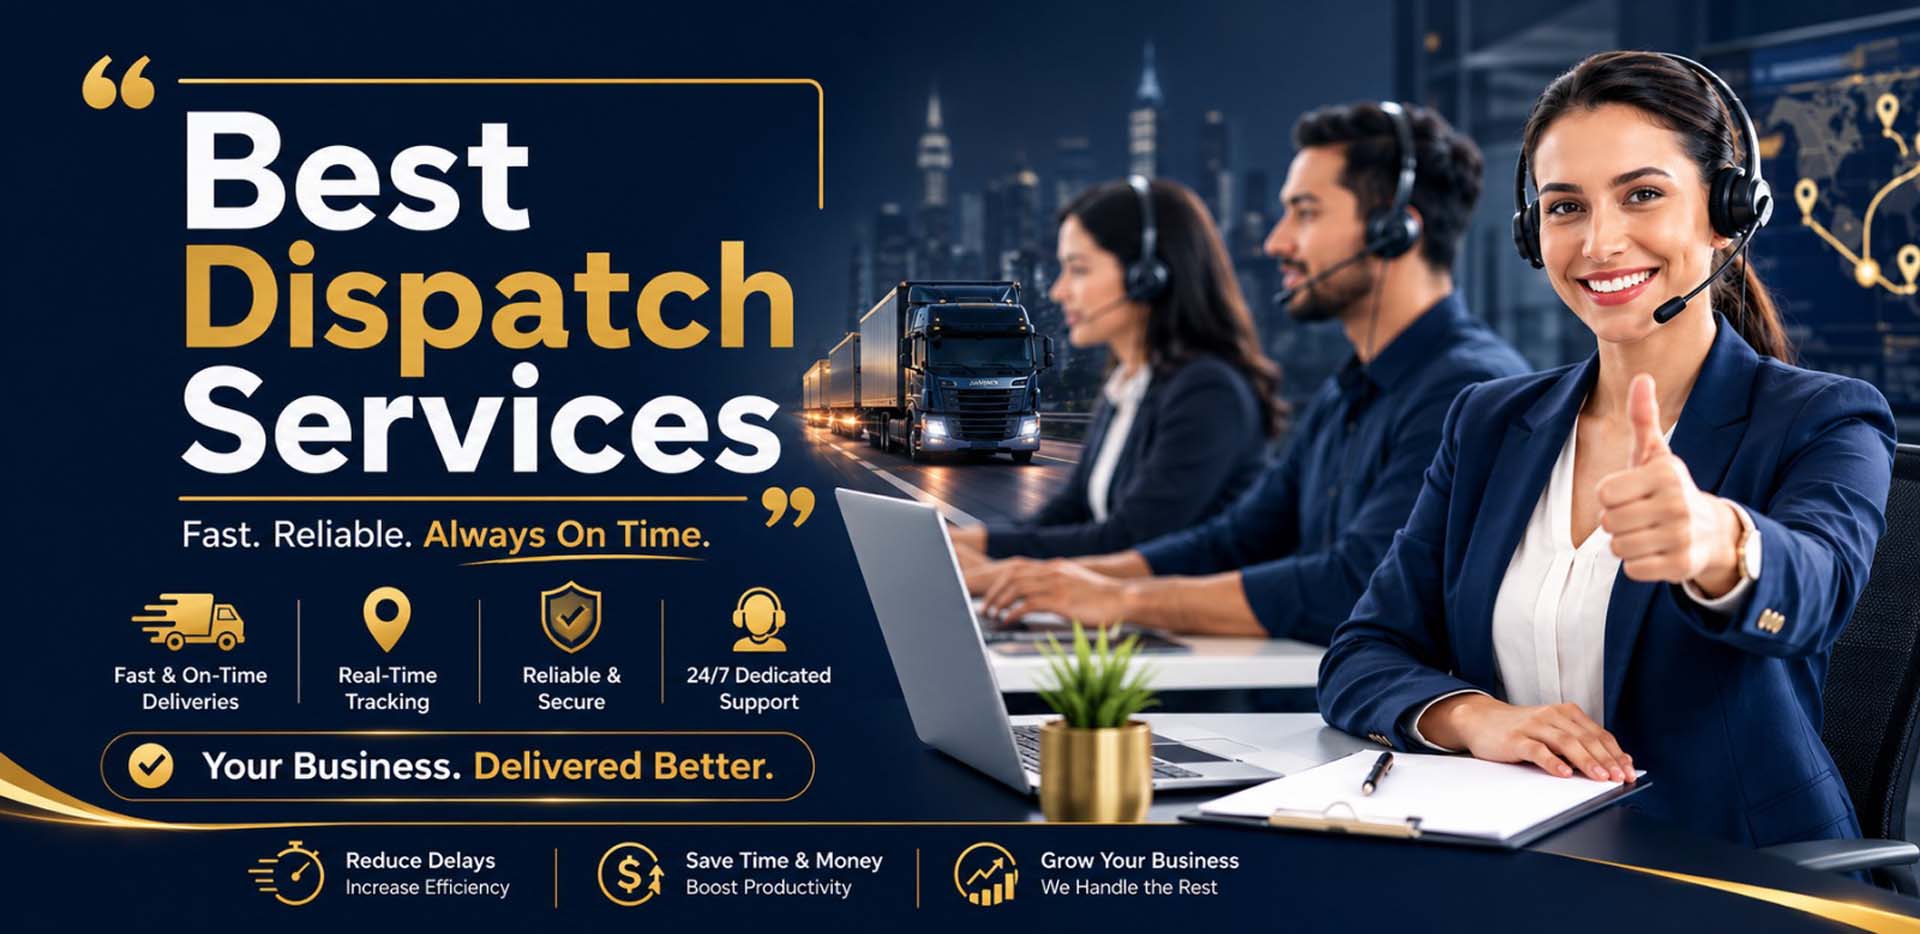 “
Best
Dispatch
Services
”
Fast. Reliable. Always On Time.
Fast & On-Time
Deliveries
Real-Time
Tracking
Reliable &
Secure
24/7 Dedicated
Support
Your Business. Delivered Better.
Reduce Delays
Increase Efficiency
Save Time & Money
Boost Productivity
Grow Your Business
We Handle the Rest